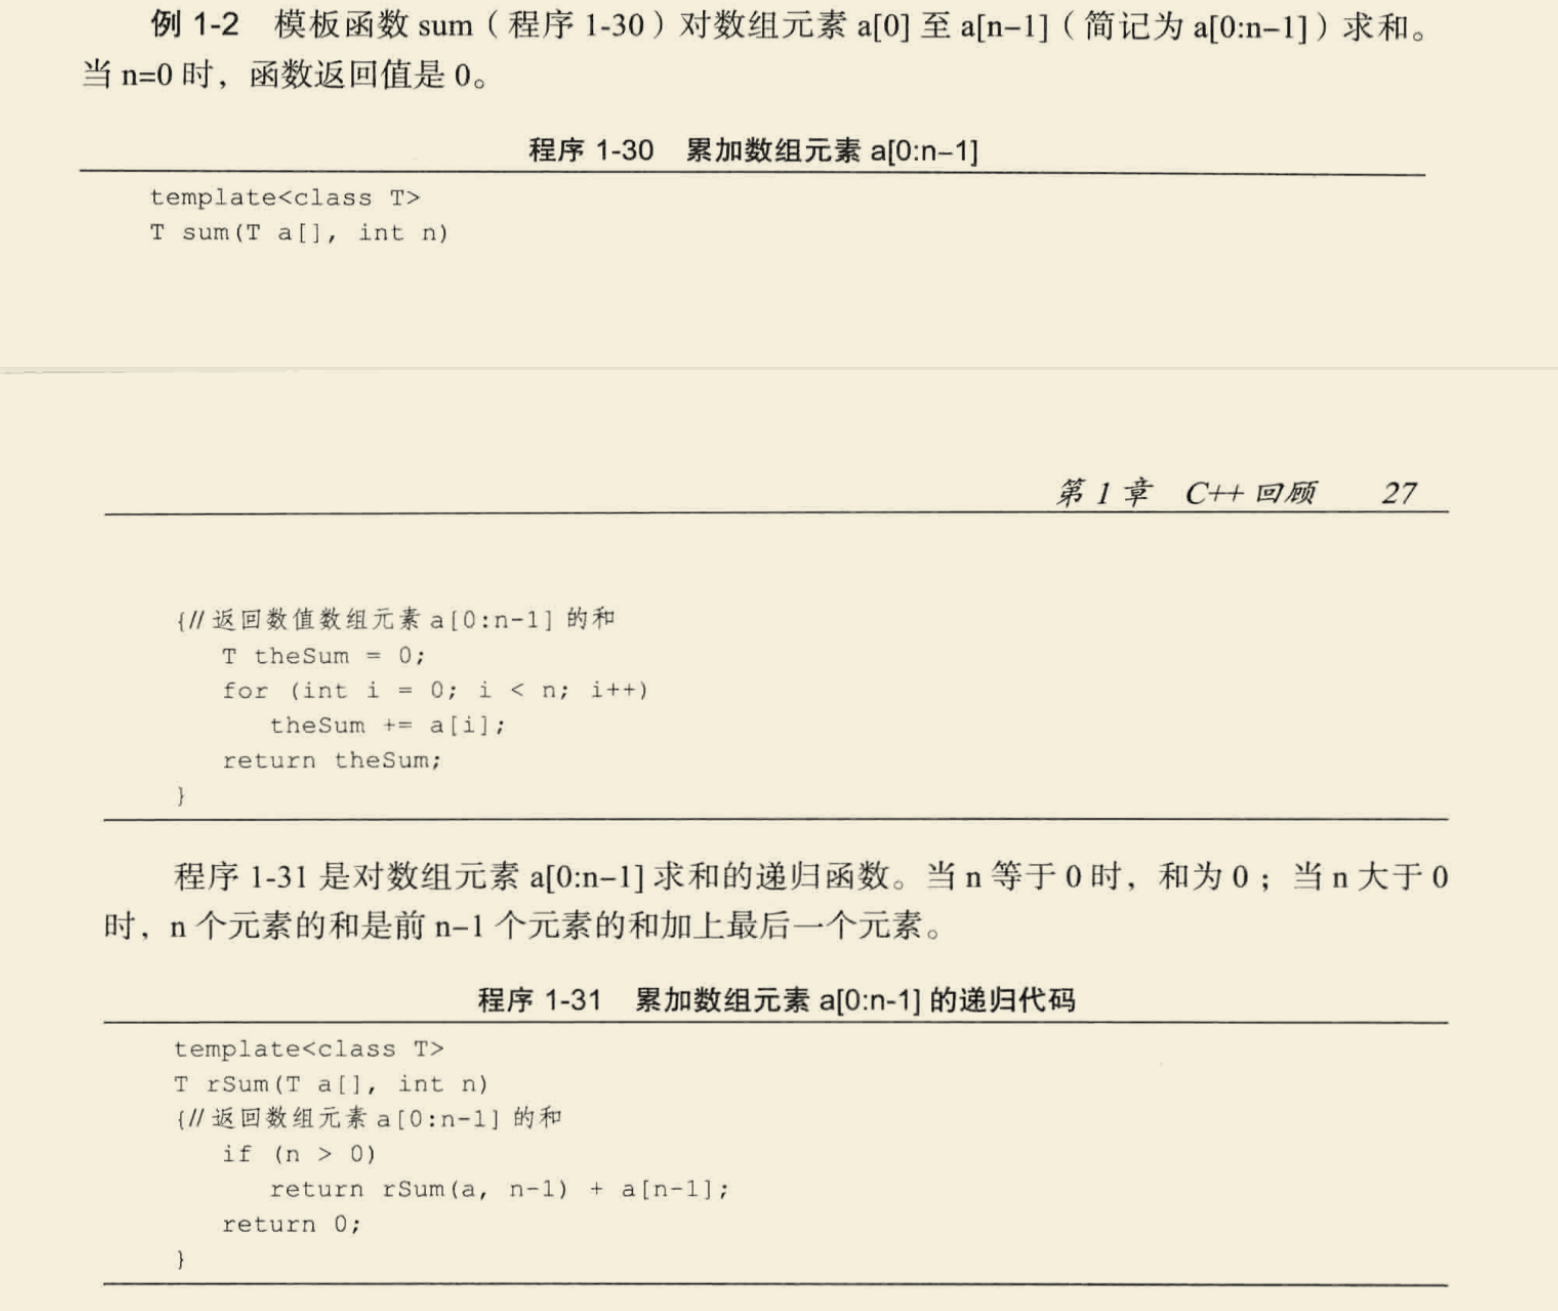 例 1-2 模板函数 sum（程序 1-30）对数组元素 a[0] 至 a[n-1]（简记为 a[0:n-1]）求和。
当 n=0 时，函数返回值是 0。
程序 1-30 累加数组元素 a[0:n-1]
template<class T>
T sum(T a[], int n)
第 1 章 C++ 回顾 27
{// 返回数值数组元素 a[0:n-1] 的和
   T theSum = 0;
   for (int i = 0; i < n; i++)
      theSum += a[i];
   return theSum;
}
程序 1-31 是对数组元素 a[0:n-1] 求和的递归函数。当 n 等于 0 时，和为 0；当 n 大于 0
时，n 个元素的和是前 n-1 个元素的和加上最后一个元素。
程序 1-31 累加数组元素 a[0:n-1] 的递归代码
template<class T>
T rSum(T a[], int n)
{// 返回数组元素 a[0:n-1] 的和
   if (n > 0)
      return rSum(a, n-1) + a[n-1];
   return 0;
}